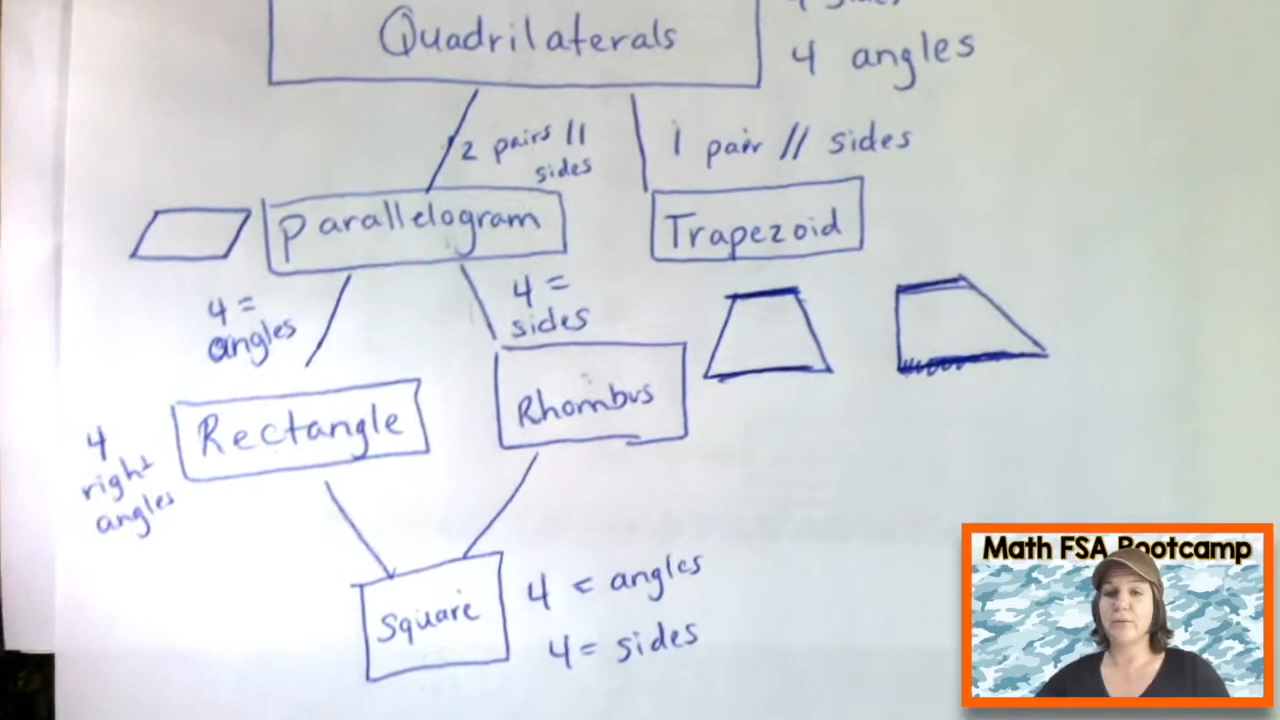 Quadrilaterals
4 angles
2 pairs //
sides
1 pair // sides
parallelogram
Trapezoid
4 =
angles
4 =
sides
Rectangle
Rhombus
4
right
angles
Square
4 = angles
4 = sides
Math FSA Bootcamp